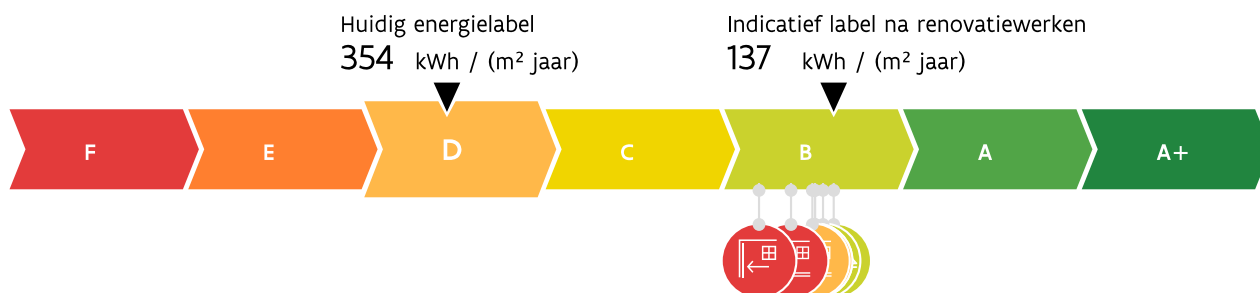 Huidig energielabel
354 kWh / (m² jaar)
Indicatief label na renovatiewerken
137 kWh / (m² jaar)
F E D C B A A+